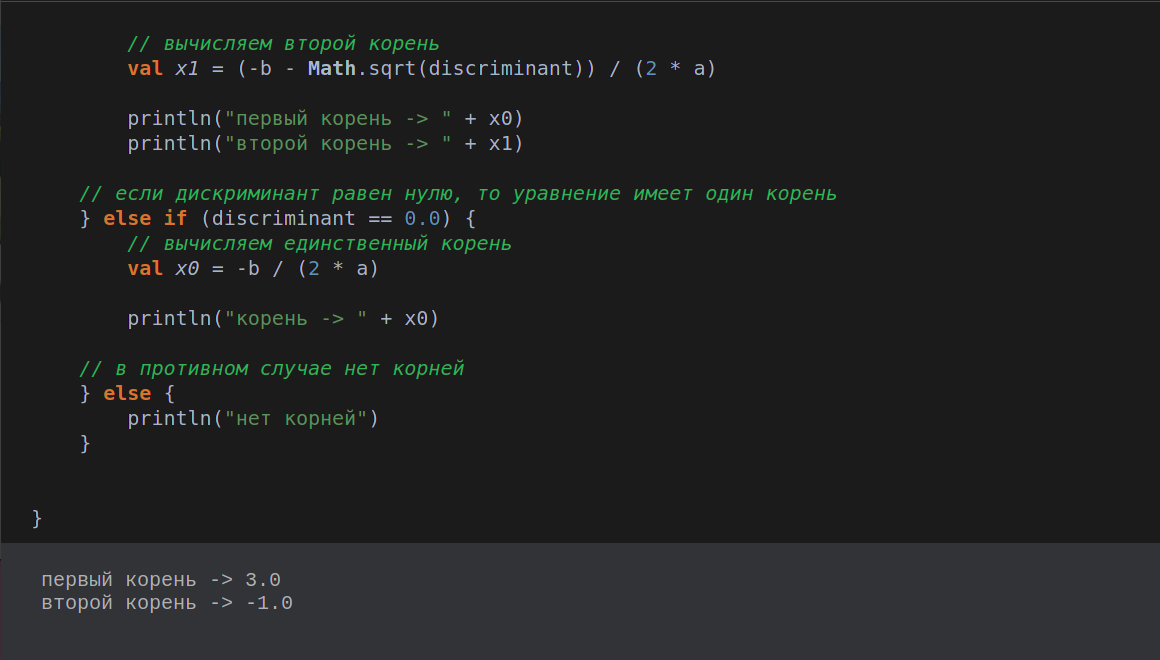 // вычисляем второй корень
val x1 = (-b - Math.sqrt(discriminant)) / (2 * a)
println("первый корень -> " + x0)
println("второй корень -> " + x1)
// если дискриминант равен нулю, то уравнение имеет один корень
} else if (discriminant == 0.0) {
// вычисляем единственный корень
val x0 = -b / (2 * a)
println("корень -> " + x0)
// в противном случае нет корней
} else {
println("нет корней")
}
}
первый корень -> 3.0
второй корень -> -1.0